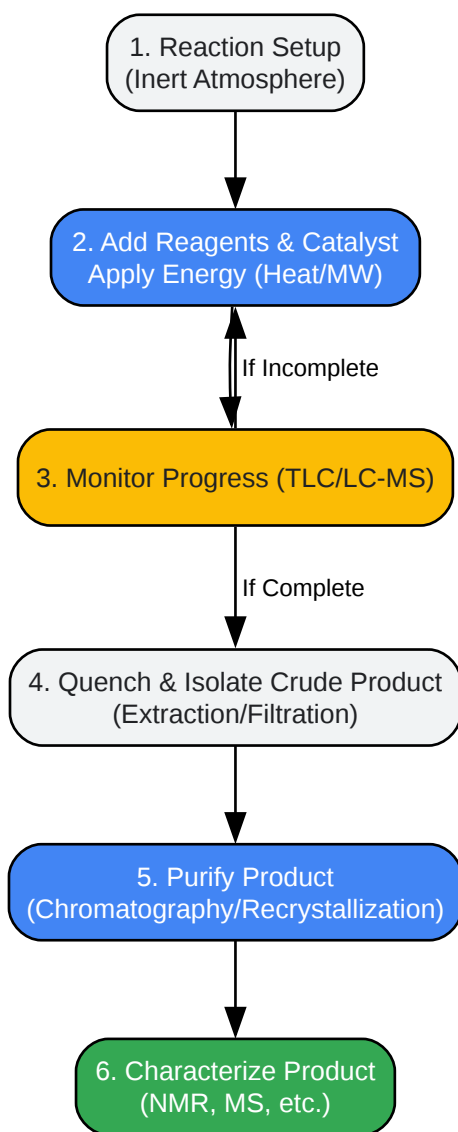 1. Reaction Setup
(Inert Atmosphere)
2. Add Reagents & Catalyst
Apply Energy (Heat/MW)
If Incomplete
3. Monitor Progress (TLC/LC-MS)
If Complete
4. Quench & Isolate Crude Product
(Extraction/Filtration)
5. Purify Product
(Chromatography/Recrystallization)
6. Characterize Product
(NMR, MS, etc.)